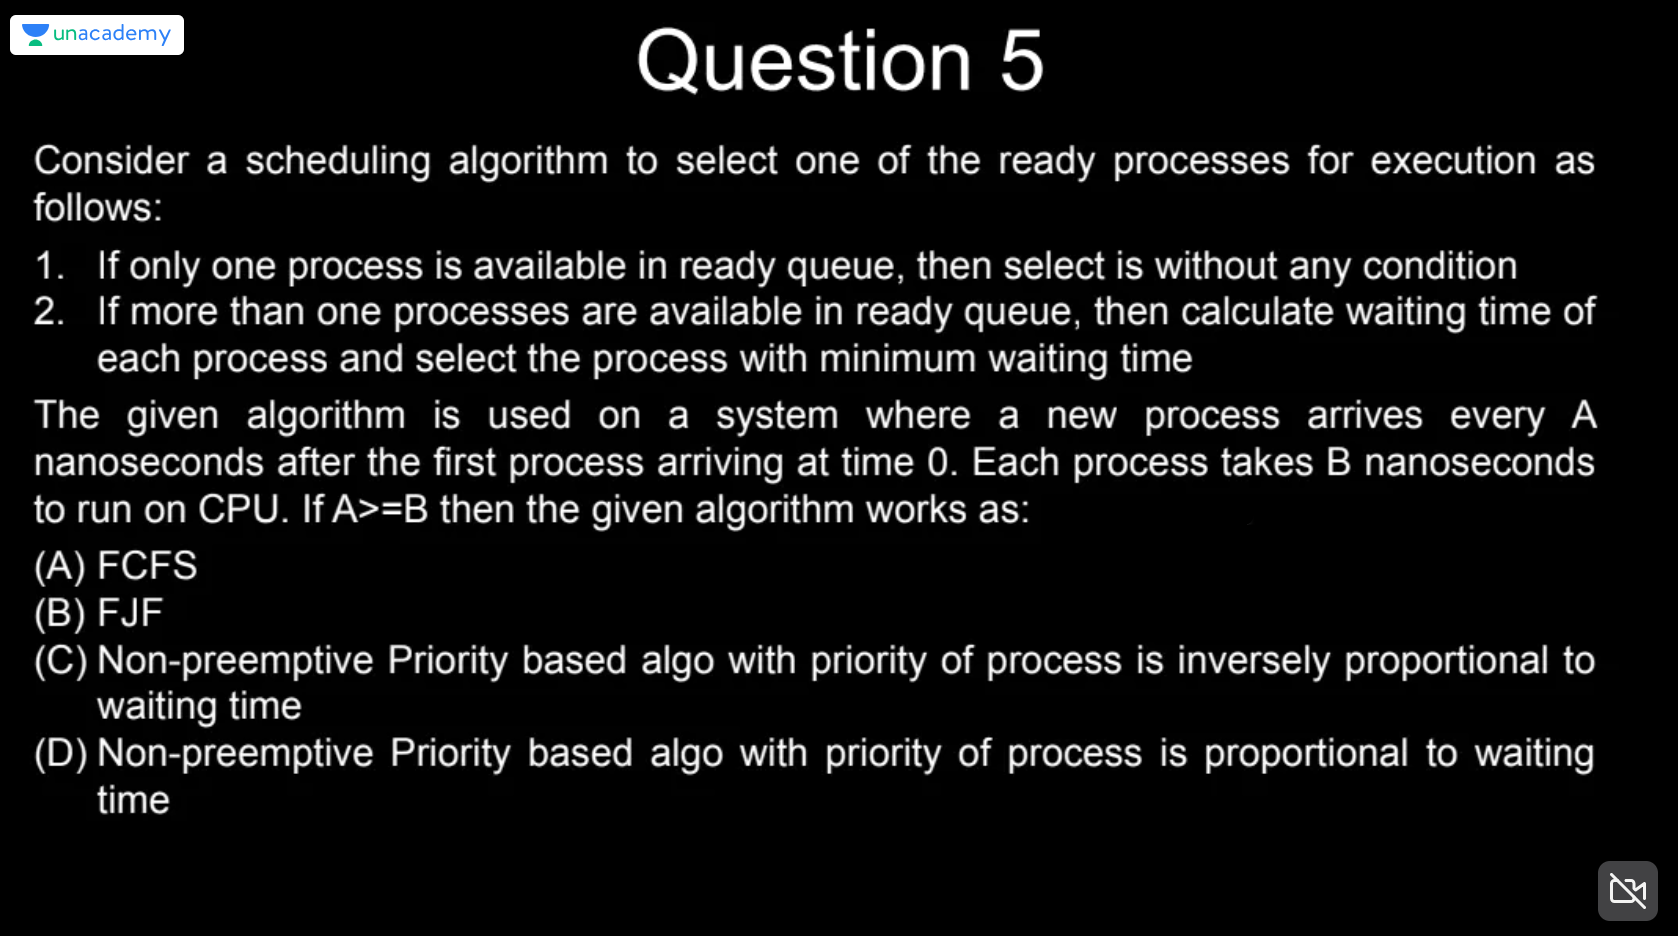 unacademy
Question 5
Consider a scheduling algorithm to select one of the ready processes for execution as
follows:
1. If only one process is available in ready queue, then select is without any condition
2. If more than one processes are available in ready queue, then calculate waiting time of
each process and select the process with minimum waiting time
The given algorithm is used on a system where a new process arrives every A
nanoseconds after the first process arriving at time 0. Each process takes B nanoseconds
to run on CPU. If A>=B then the given algorithm works as:
(A) FCFS
(B) FJF
(C) Non-preemptive Priority based algo with priority of process is inversely proportional to
waiting time
(D) Non-preemptive Priority based algo with priority of process is proportional to waiting
time